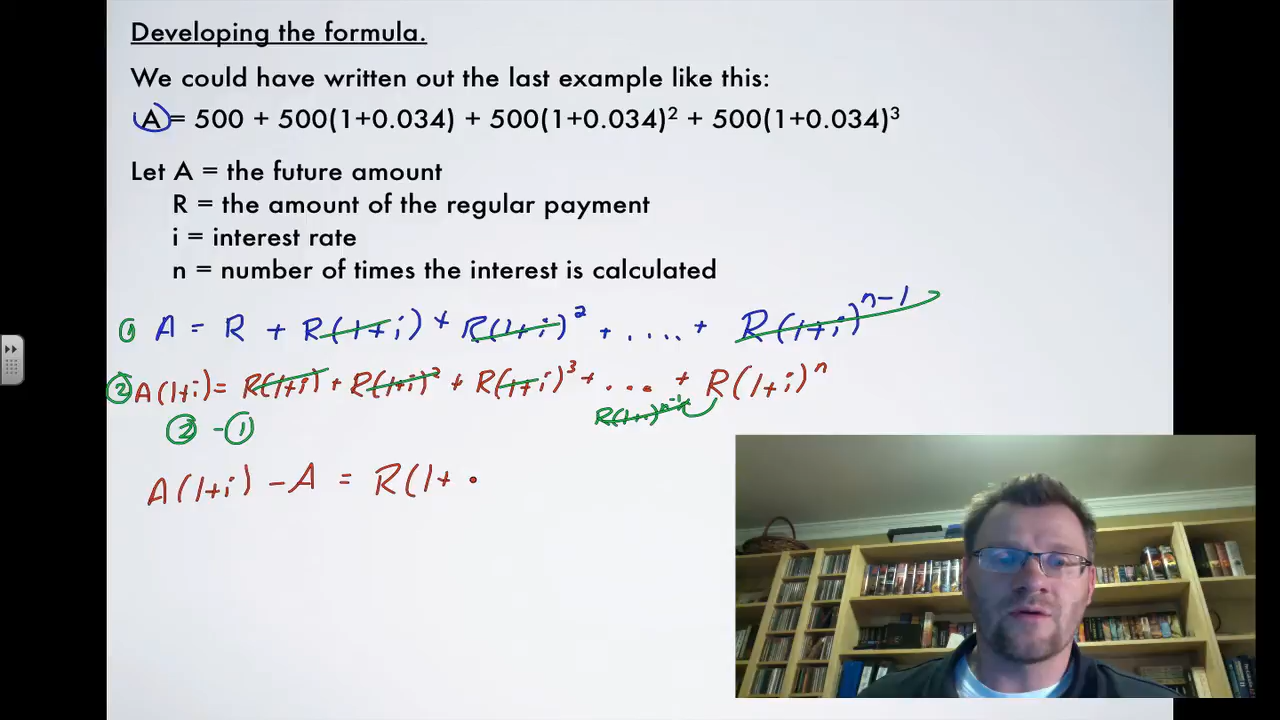 Developing the formula.
We could have written out the last example like this:
A = 500 + 500(1+0.034) + 500(1+0.034)² + 500(1+0.034)³
Let A = the future amount
R = the amount of the regular payment
i = interest rate
n = number of times the interest is calculated
① A = R + R(1+i) + R(1+i)² + .... + R(1+i)ⁿ⁻¹
② A(1+i) = R(1+i) + R(1+i)² + R(1+i)³ + ... + R(1+i)ⁿ
R(1+i)ⁿ⁻¹
② - ①
A(1+i) - A = R(1+